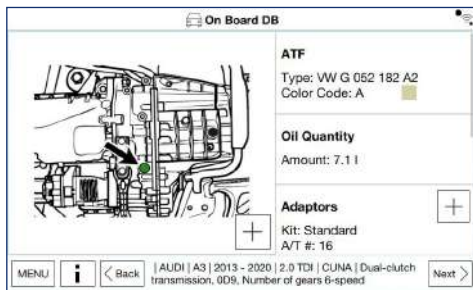 On Board DB
ATF
Type: VW G 052 182 A2
Color Code: A
Oil Quantity
Amount: 7.1 l
Adaptors
Kit: Standard
A/T #: 16
MENU
i
< Back
| AUDI | A3 | 2013 - 2020 | 2.0 TDI | CUNA | Dual-clutch
transmission, 0D9, Number of gears 6-speed
Next >